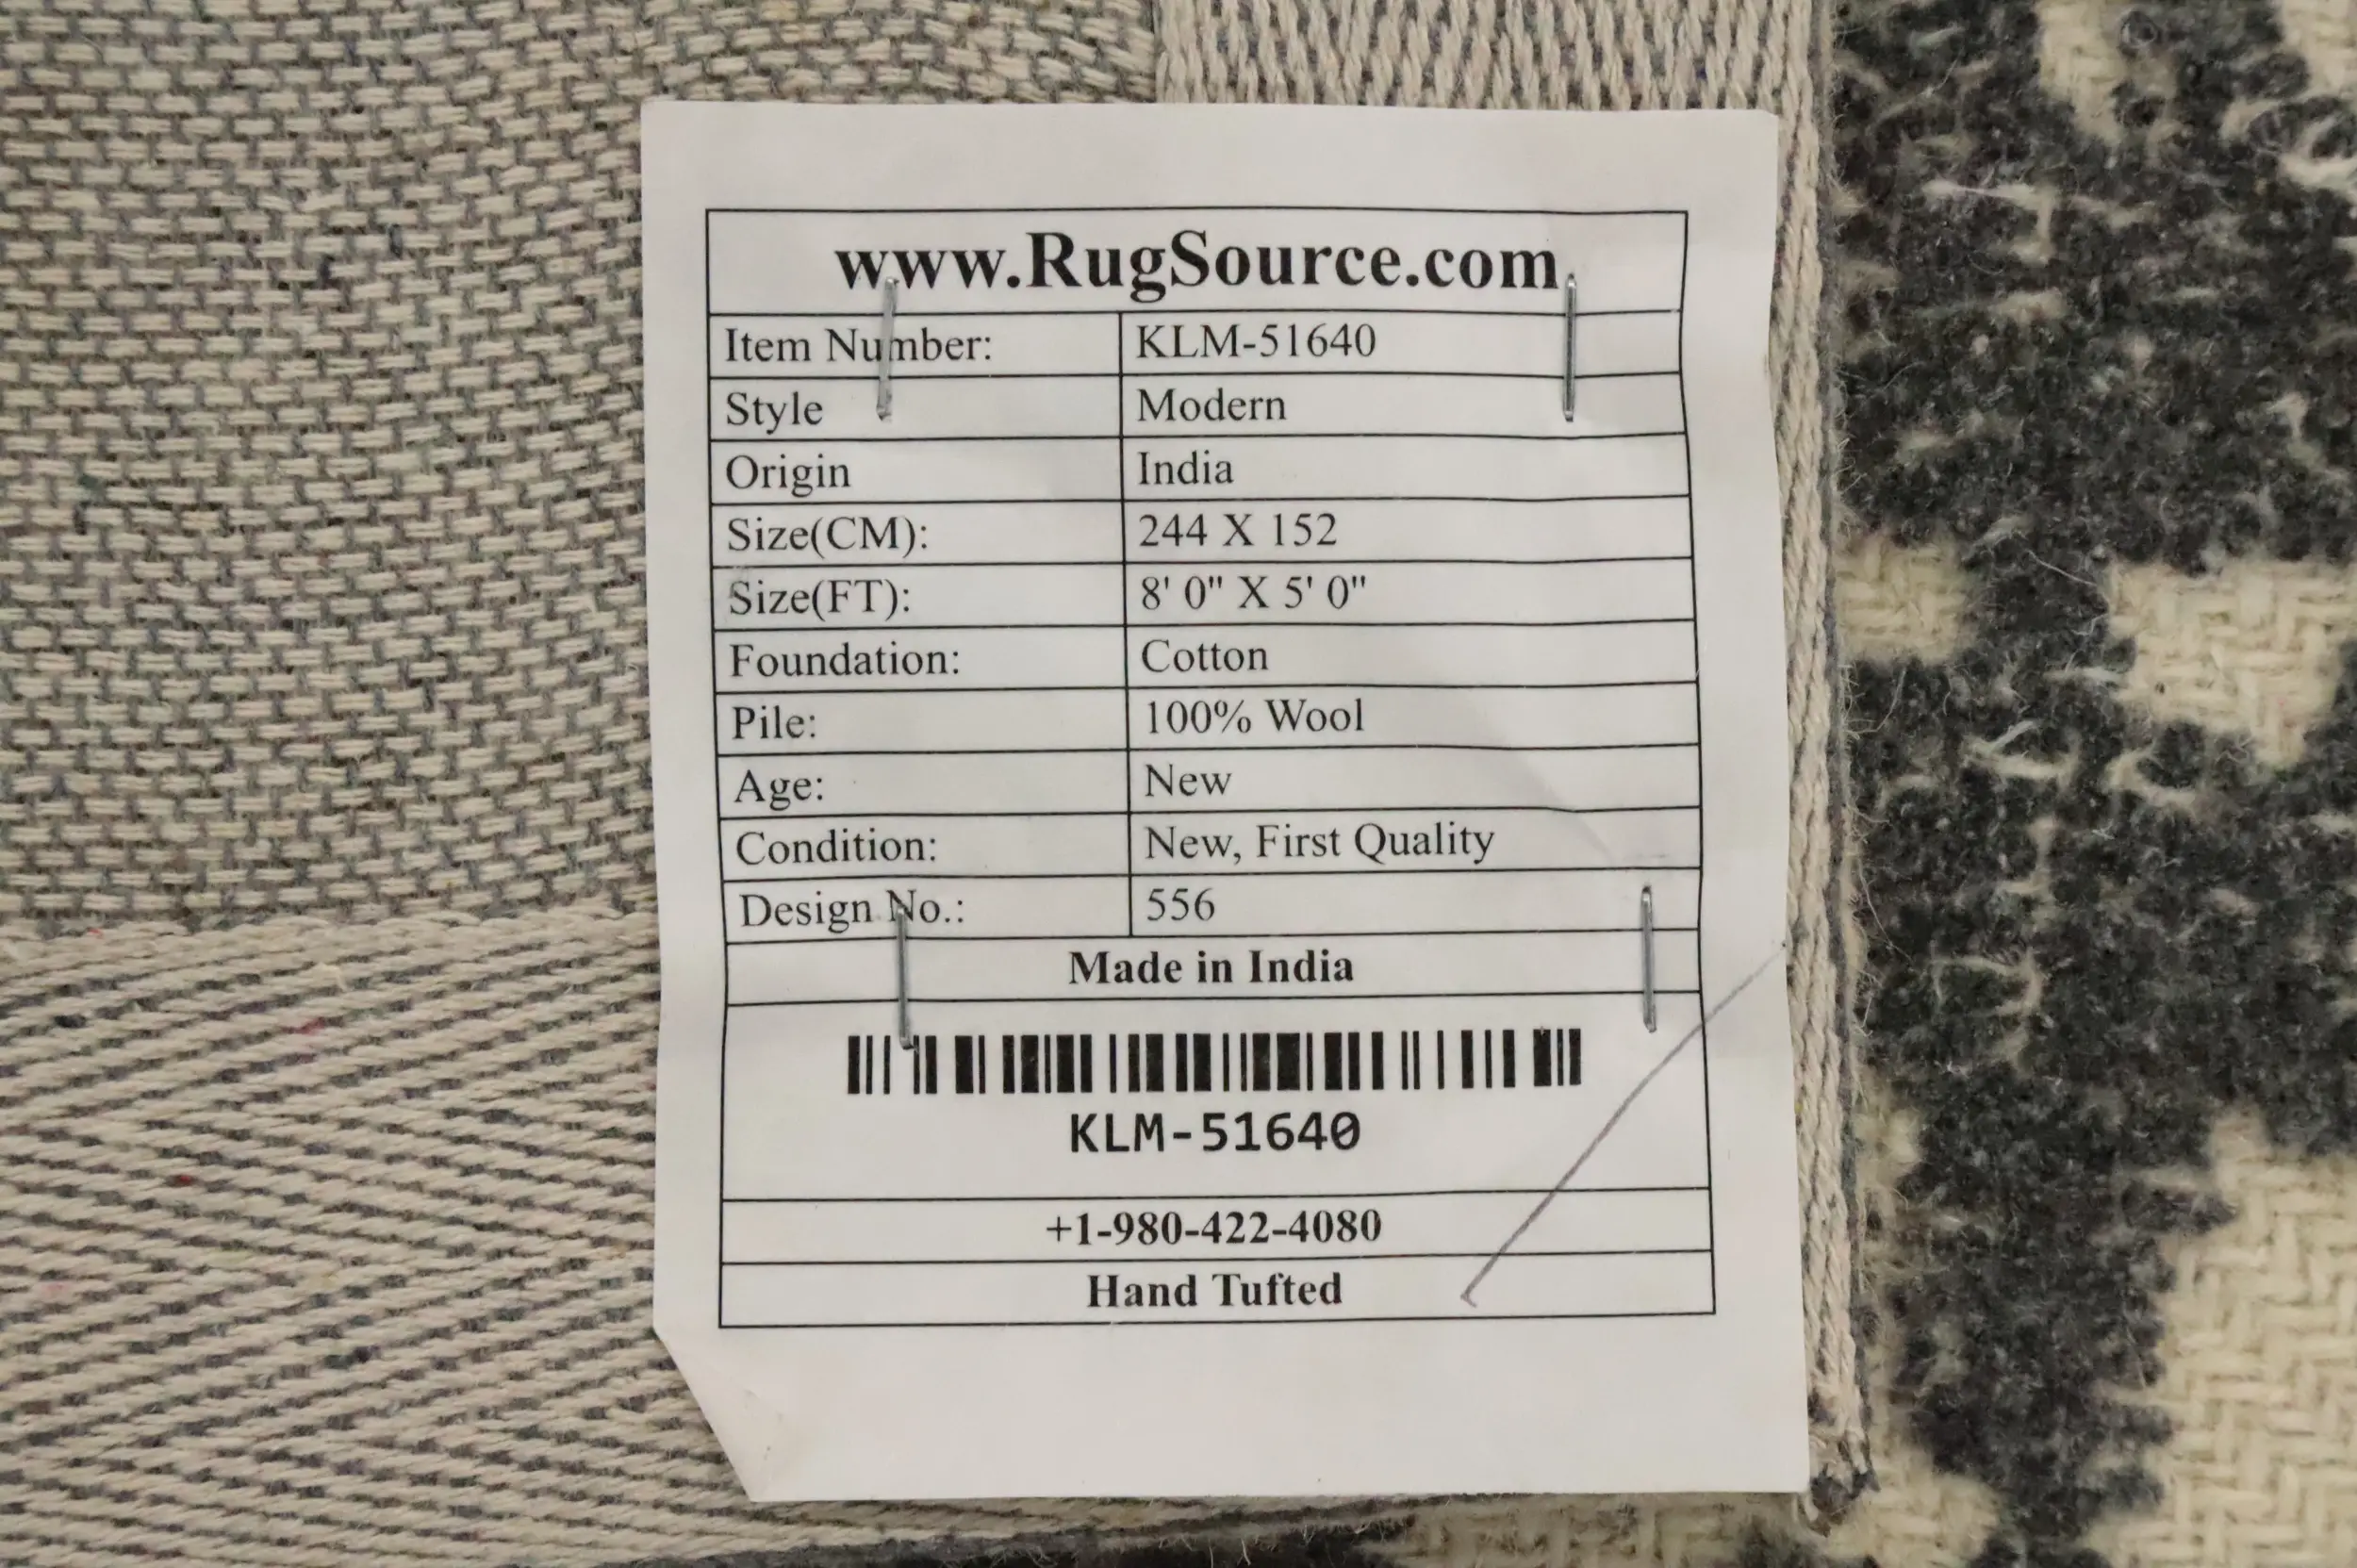 www.RugSource.com
Item Number: KLM-51640
Style Modern
Origin India
Size(CM): 244 X 152
Size(FT): 8' 0" X 5' 0"
Foundation: Cotton
Pile: 100% Wool
Age: New
Condition: New, First Quality
Design No.: 556
Made in India
KLM-51640
+1-980-422-4080
Hand Tufted